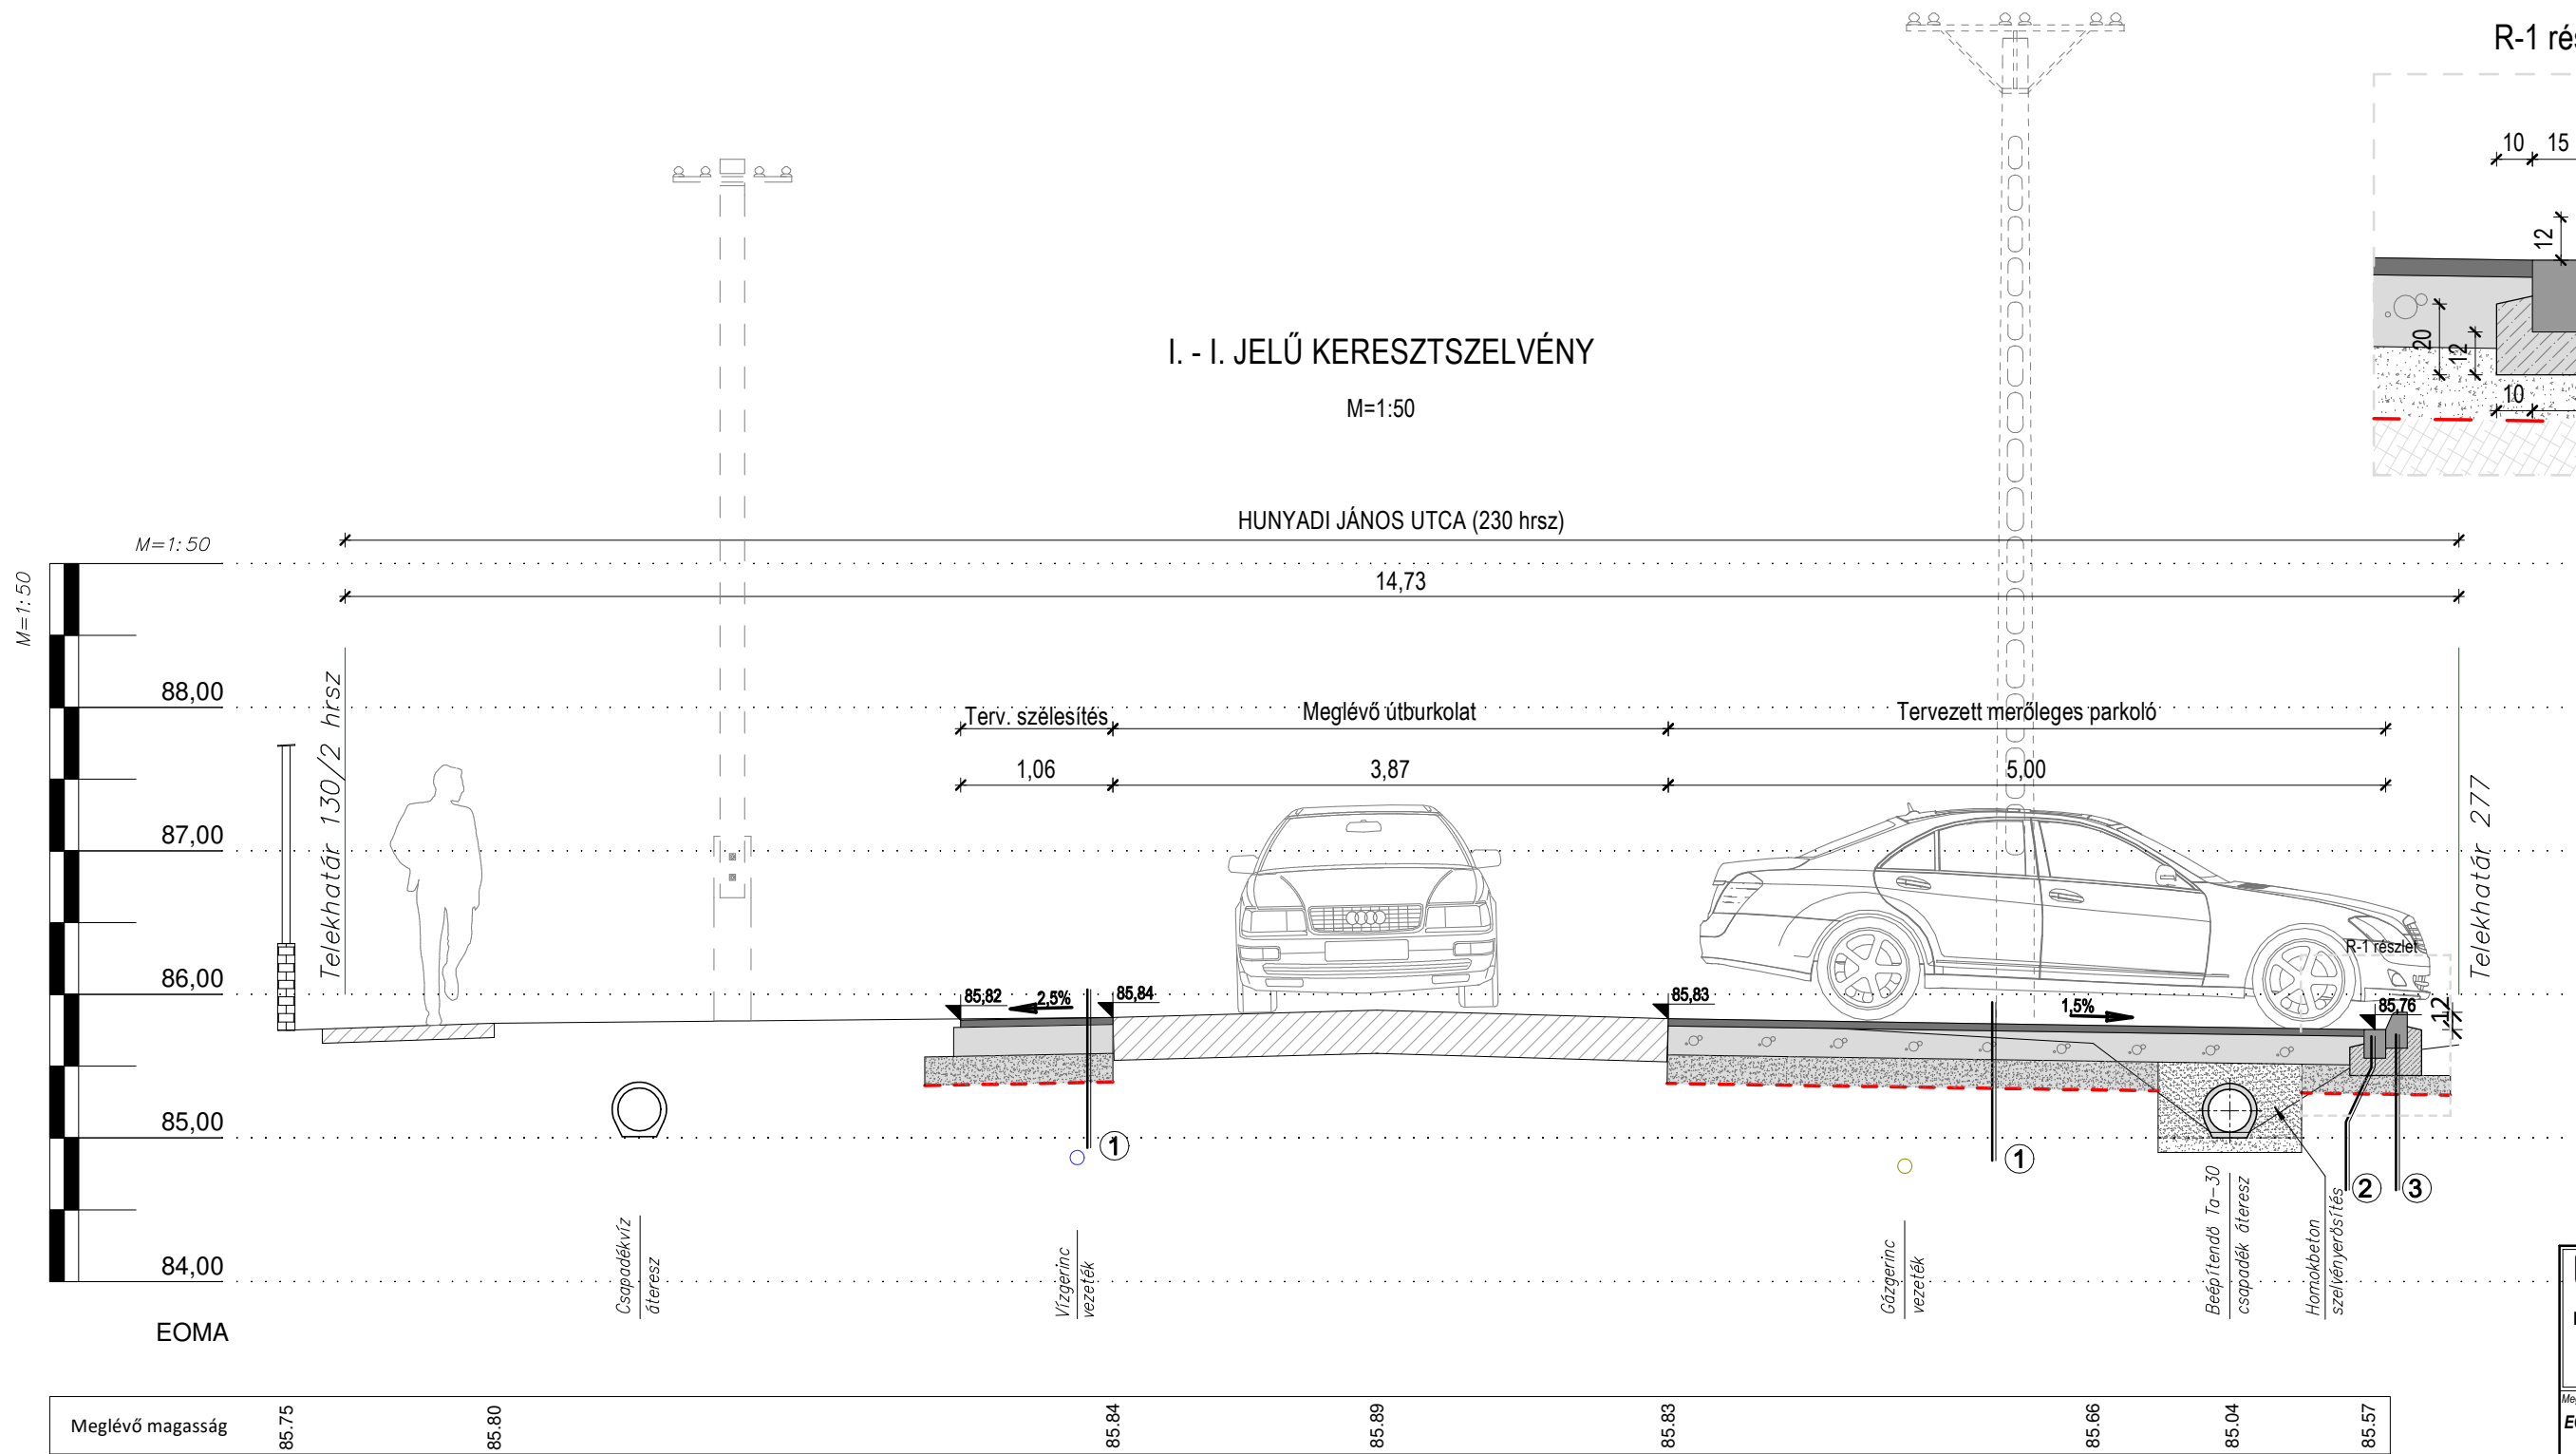 R-1 rés
10 15
12
20
12
10
I. - I. JELŰ KERESZTSZELVÉNY
M=1:50
HUNYADI JÁNOS UTCA (230 hrsz)
M=1:50
M=1:50
14,73
88,00
87,00
86,00
85,00
84,00
EOMA
Telekhatár 130/2 hrsz
Terv. szélesítés
Meglévő útburkolat
Tervezett merőleges parkoló
1,06
3,87
5,00
Telekhatár 277
R-1 részlet
85,82
2,5%
85,84
85,83
1,5%
85,76
12
1
1
2
3
Csapadékvíz
áteresz
Vízgerinc
vezeték
Gázgerinc
vezeték
Beépítendő Ta-30
csapadék áteresz
Homokbeton
szelvényerősítés
Meglévő magasság
85.75
85.80
85.84
85.89
85.83
85.66
85.04
85.57